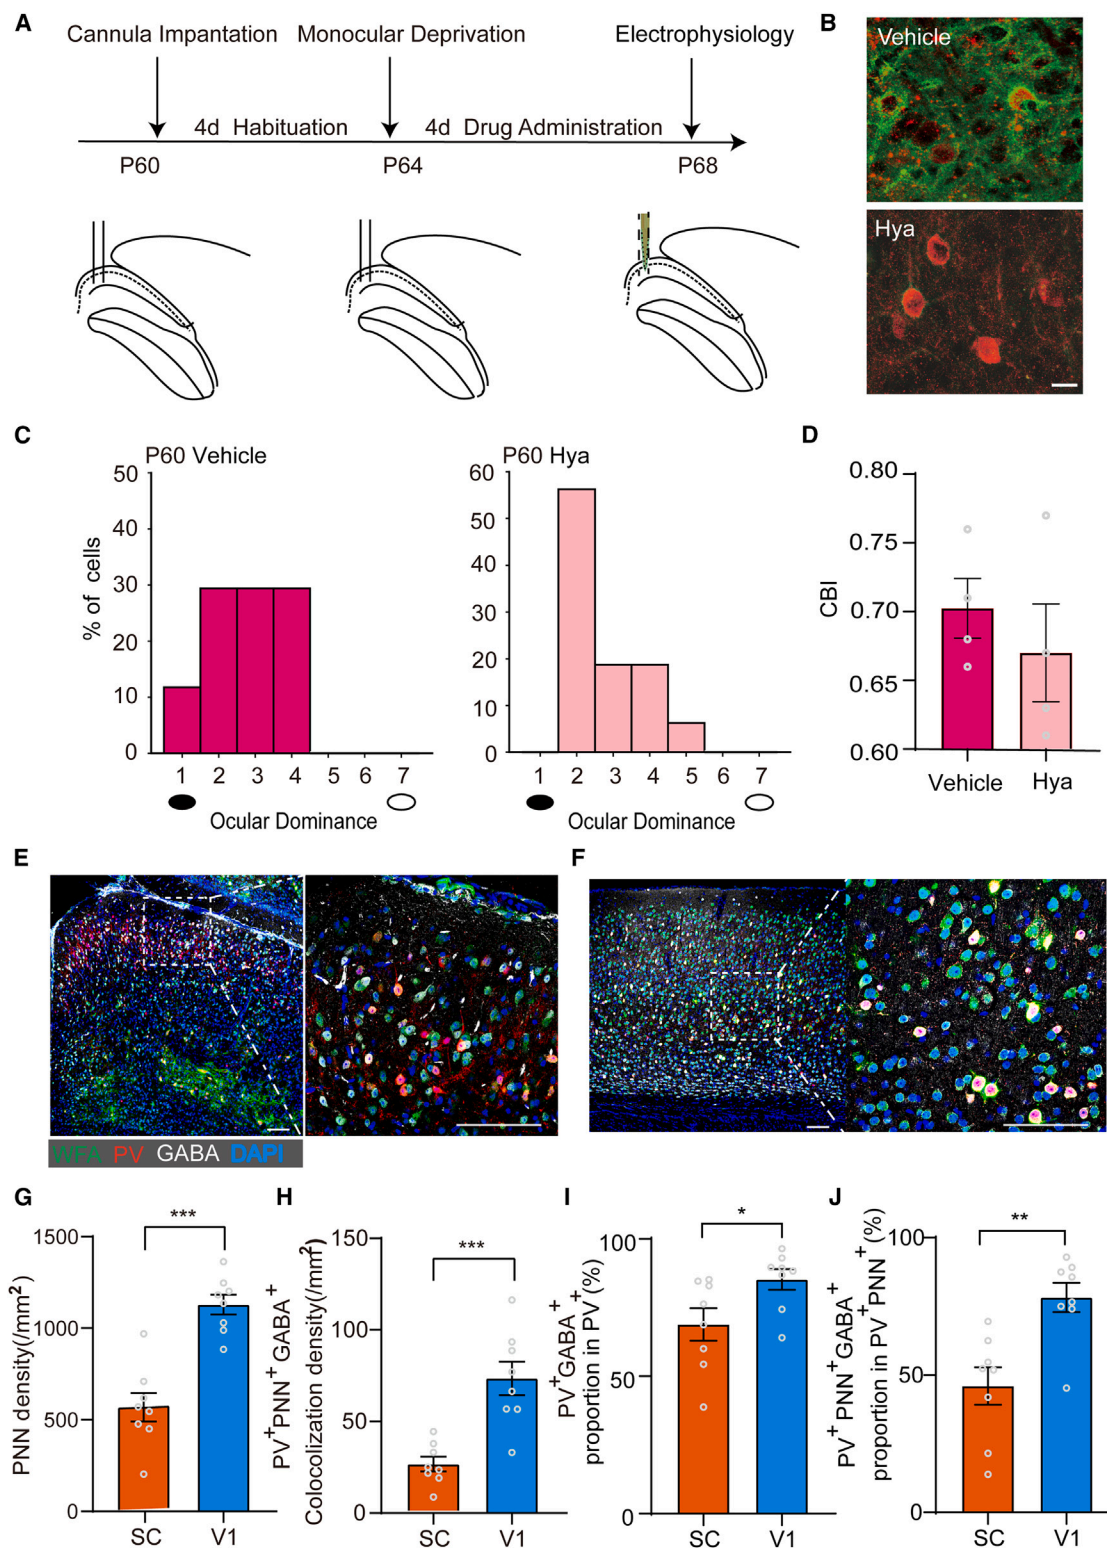 A
Cannula Impantation
Monocular Deprivation
Electrophysiology
4d Habituation
4d Drug Administration
P60
P64
P68
B
Vehicle
Hya
C
P60 Vehicle
50
40
30
20
10
0
% of cells
1 2 3 4 5 6 7
Ocular Dominance
P60 Hya
60
50
40
30
20
10
0
1 2 3 4 5 6 7
Ocular Dominance
D
0.80
0.75
0.70
0.65
0.60
CBI
Vehicle
Hya
E
WFA PV GABA DAPI
F
G
PNN density(/mm²)
1500
1000
500
0
***
SC
V1
H
PV⁺PNN⁺GABA⁺
Colocolization density(/mm²)
150
100
50
0
***
SC
V1
I
PV⁺GABA⁺
proportion in PV⁺(%)
100
50
0
*
SC
V1
J
PV⁺PNN⁺GABA⁺
proportion in PV⁺PNN⁺(%)
100
50
0
**
SC
V1